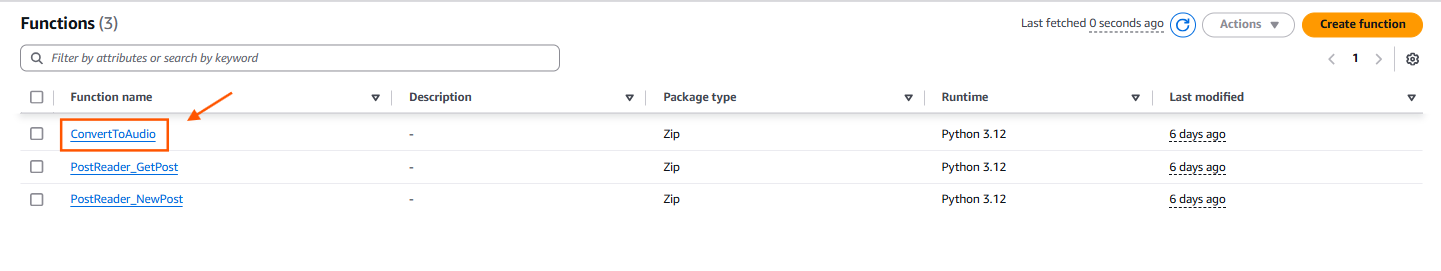 Functions (3)
Last fetched 0 seconds ago
Actions
Create function
Filter by attributes or search by keyword
1
Function name Description Package type Runtime Last modified
ConvertToAudio - Zip Python 3.12 6 days ago
PostReader_GetPost - Zip Python 3.12 6 days ago
PostReader_NewPost - Zip Python 3.12 6 days ago